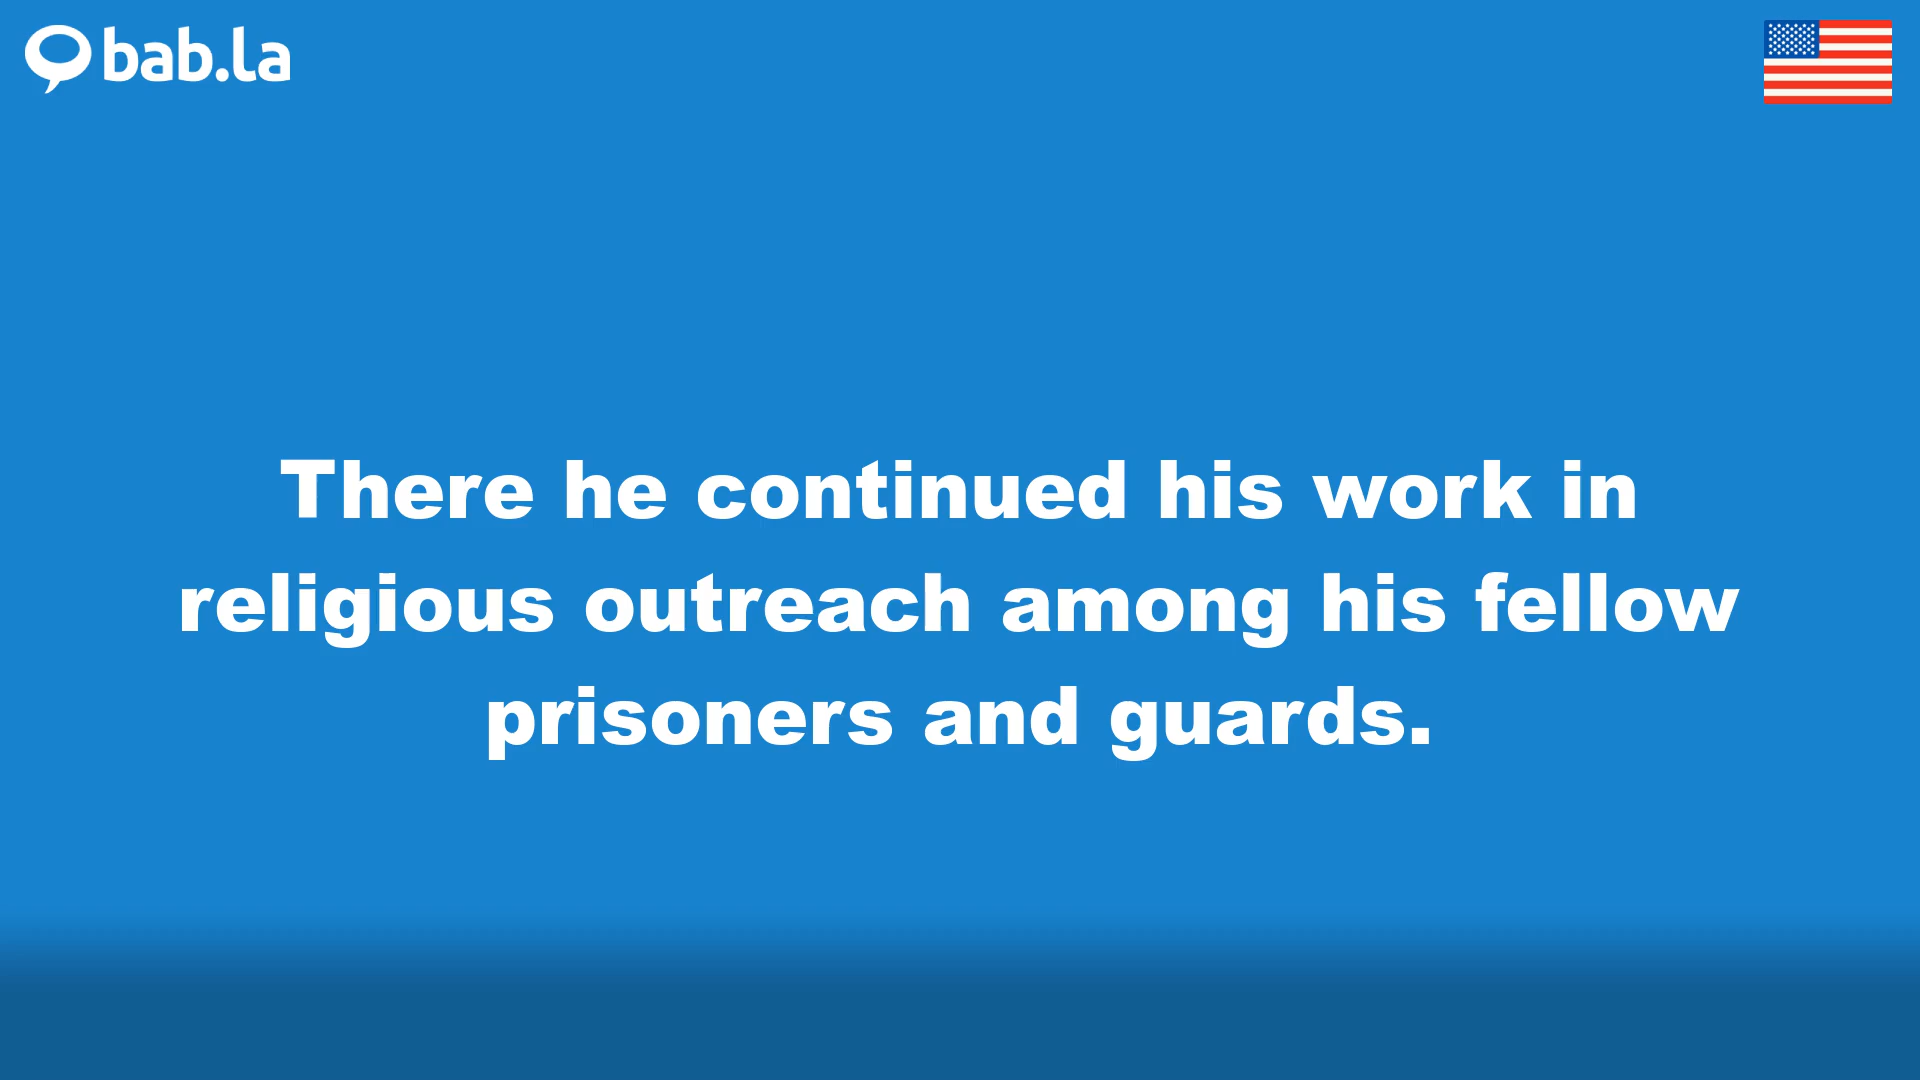 bab.la
There he continued his work in
religious outreach among his fellow
prisoners and guards.